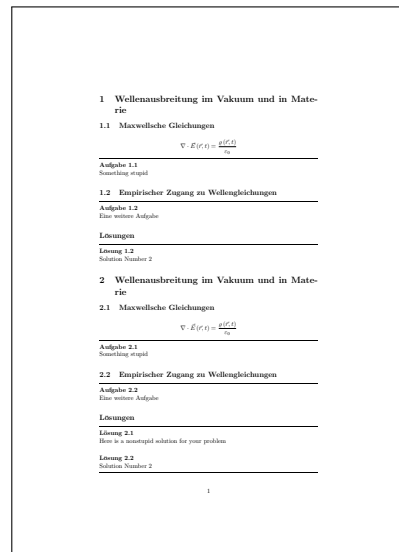 1 Wellenausbreitung im Vakuum und in Mate-
rie
1.1 Maxwellsche Gleichungen
∇ · E⃗ (r⃗, t) = ρ (r⃗, t) / ε₀
Aufgabe 1.1
Something stupid
1.2 Empirischer Zugang zu Wellengleichungen
Aufgabe 1.2
Eine weitere Aufgabe
Lösungen
Lösung 1.2
Solution Number 2
2 Wellenausbreitung im Vakuum und in Mate-
rie
2.1 Maxwellsche Gleichungen
∇ · E⃗ (r⃗, t) = ρ (r⃗, t) / ε₀
Aufgabe 2.1
Something stupid
2.2 Empirischer Zugang zu Wellengleichungen
Aufgabe 2.2
Eine weitere Aufgabe
Lösungen
Lösung 2.1
Here is a nonstupid solution for your problem
Lösung 2.2
Solution Number 2
1